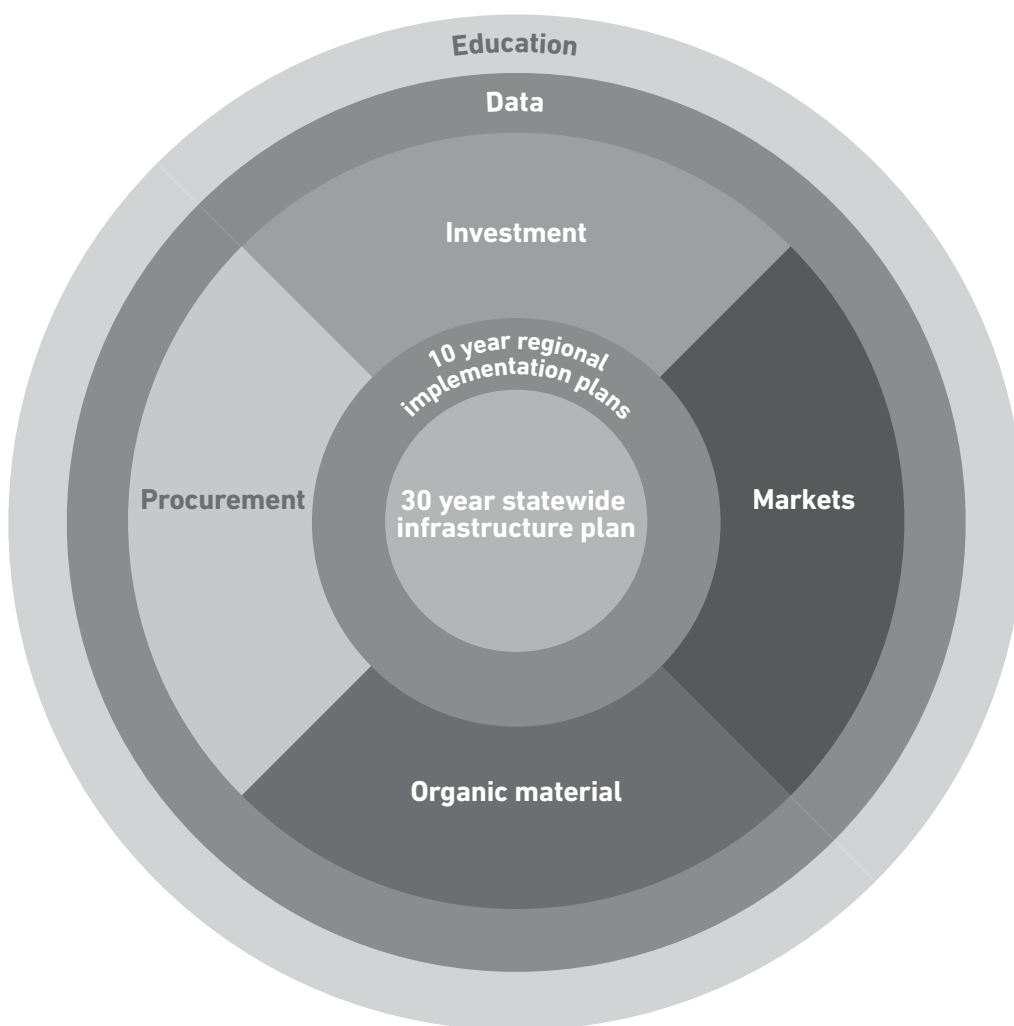 Education
Data
Investment
10 year regional
implementation plans
Procurement
30 year statewide
infrastructure plan
Markets
Organic material